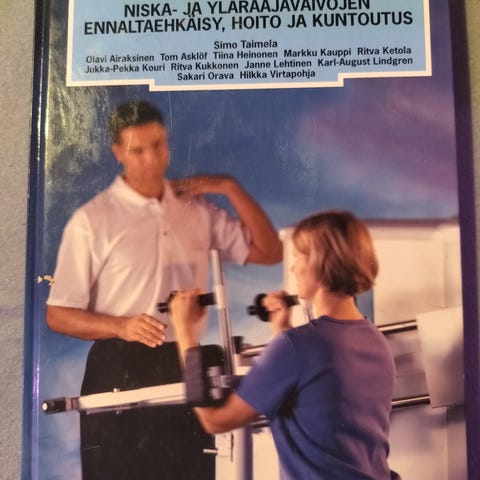 NISKA- JA YLÄRAAJAVAIVOJEN
ENNALTAEHKÄISY, HOITO JA KUNTOUTUS
Simo Taimela
Olavi Airaksinen Tom Asklöf Tiina Heinonen Markku Kauppi Ritva Ketola
Jukka-Pekka Kouri Ritva Kukkonen Janne Lehtinen Karl-August Lindgren
Sakari Orava Hilkka Virtapohja